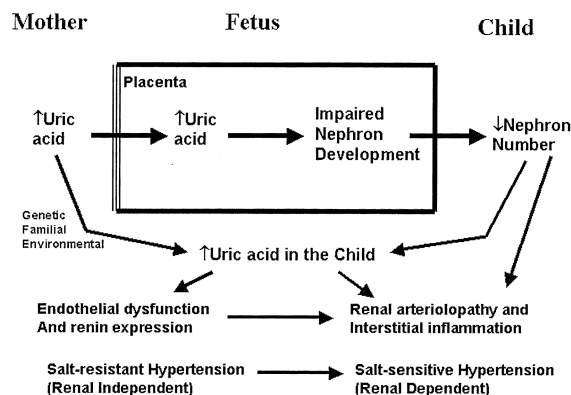 Mother Fetus Child
Placenta
↑Uric
acid
↑Uric
acid
Impaired
Nephron
Development
↓Nephron
Number
Genetic
Familial
Environmental
↑Uric acid in the Child
Endothelial dysfunction
And renin expression
Renal arteriolopathy and
Interstitial inflammation
Salt-resistant Hypertension
(Renal Independent)
Salt-sensitive Hypertension
(Renal Dependent)